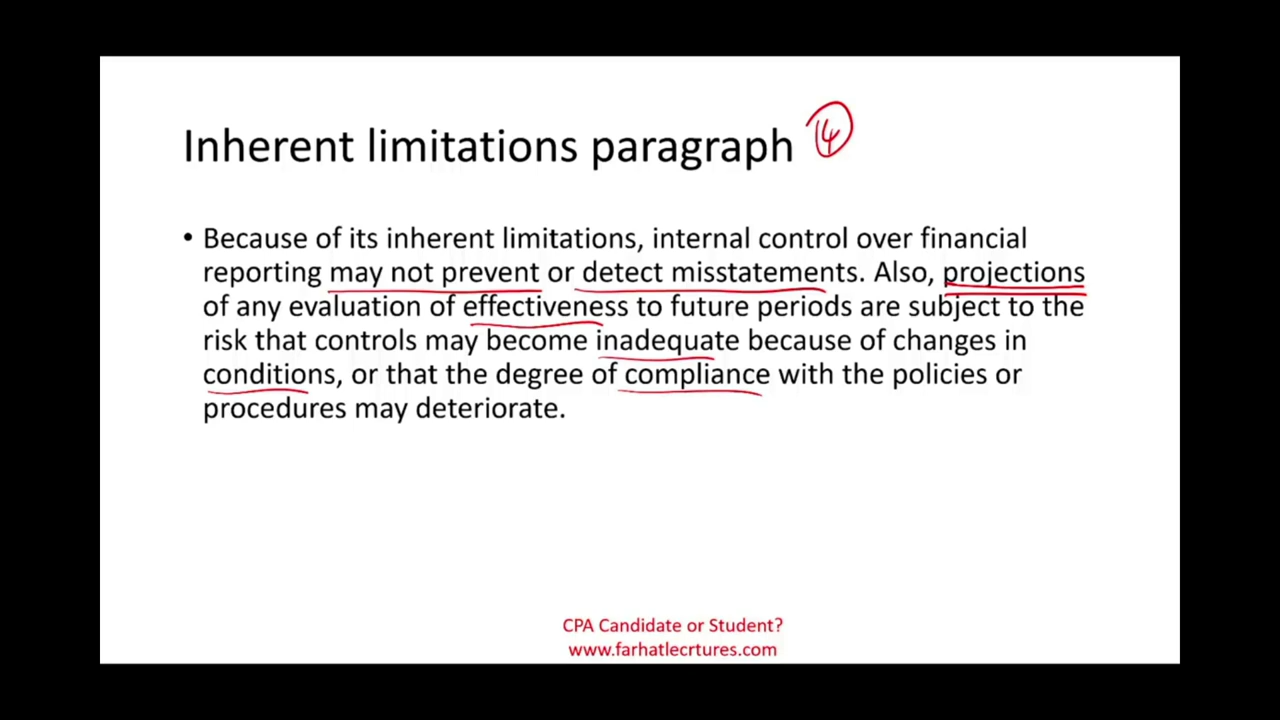 Inherent limitations paragraph 4
• Because of its inherent limitations, internal control over financial
reporting may not prevent or detect misstatements. Also, projections
of any evaluation of effectiveness to future periods are subject to the
risk that controls may become inadequate because of changes in
conditions, or that the degree of compliance with the policies or
procedures may deteriorate.
CPA Candidate or Student?
www.farhatlecrtures.com